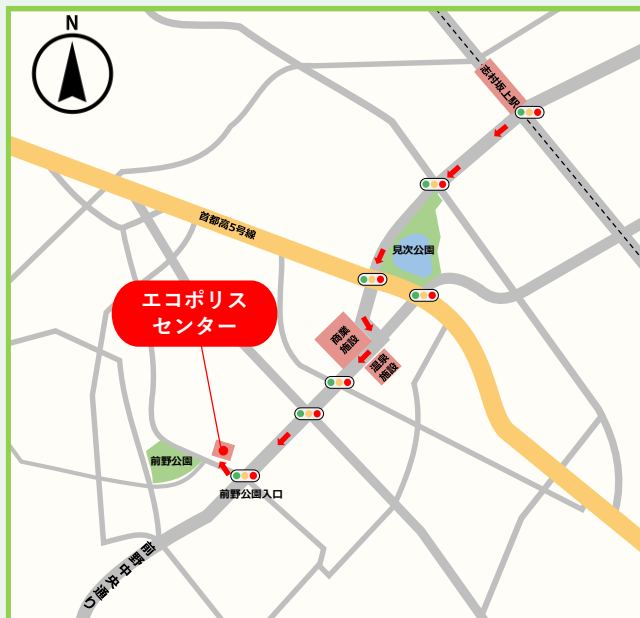 N
志村坂上駅
首都高5号線
見次公園
エコポリス
センター
商業
施設
温泉
施設
前野公園
前野公園入口
前野中央通り